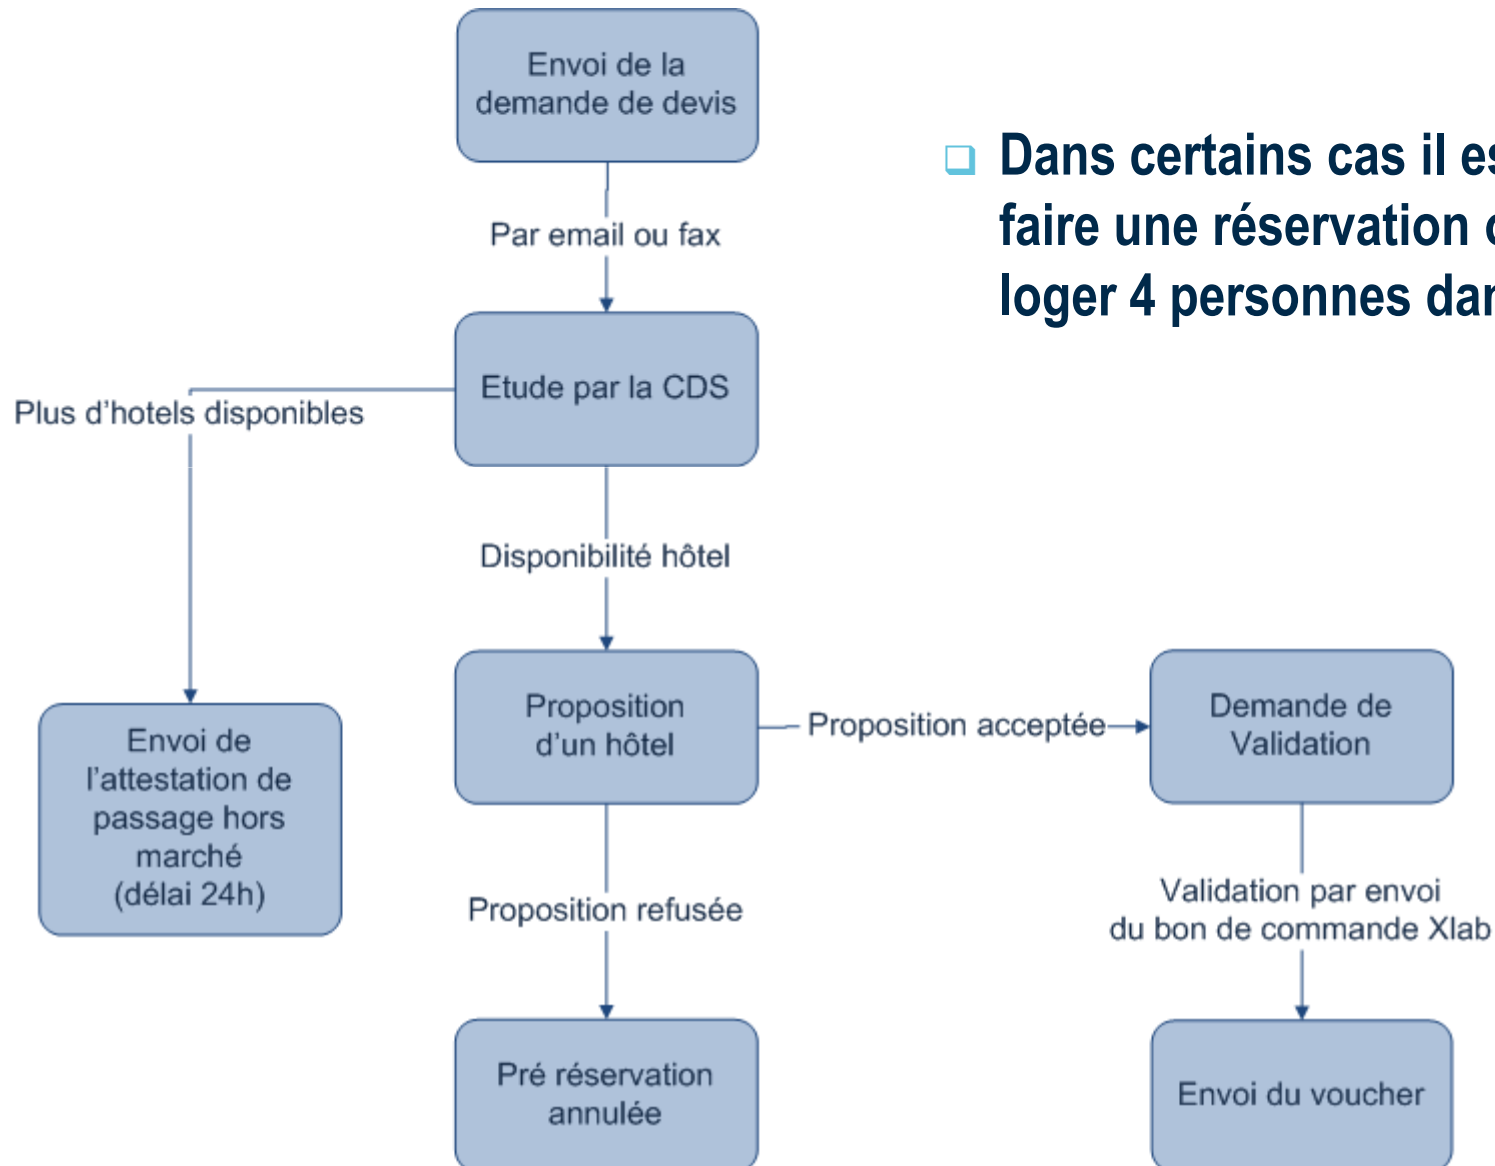 Envoi de la
demande de devis
Dans certains cas il
faire une réservation
loger 4 personnes
Par email ou fax
Etude par la CDS
Plus d'hotels disponibles
Disponibilité hôtel
Proposition
d'un hôtel
Proposition acceptée
Demande de
Validation
Envoi de
l'attestation de
passage hors
marché
(délai 24h)
Proposition refusée
Validation par envoi
du bon de commande Xlab
Pré réservation
annulée
Envoi du voucher